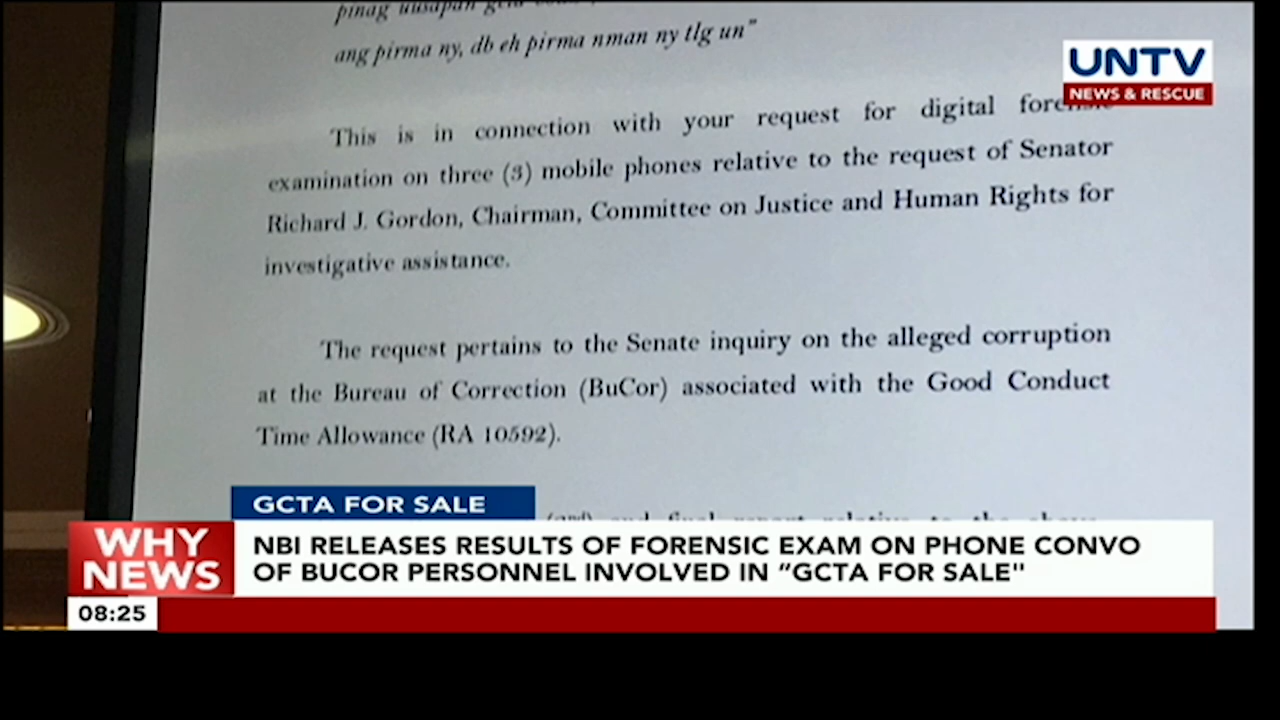 pinag uusapan
ang pirma ny, db eh pirma nman ny tlg un"
UNTV
NEWS & RESCUE
This is in connection with your request for digital forensic
examination on three (3) mobile phones relative to the request of Senator
Richard J. Gordon, Chairman, Committee on Justice and Human Rights for
investigative assistance.
The request pertains to the Senate inquiry on the alleged corruption
at the Bureau of Correction (BuCor) associated with the Good Conduct
Time Allowance (RA 10592).
GCTA FOR SALE
WHY
NEWS
NBI RELEASES RESULTS OF FORENSIC EXAM ON PHONE CONVO
OF BUCOR PERSONNEL INVOLVED IN “GCTA FOR SALE"
08:25